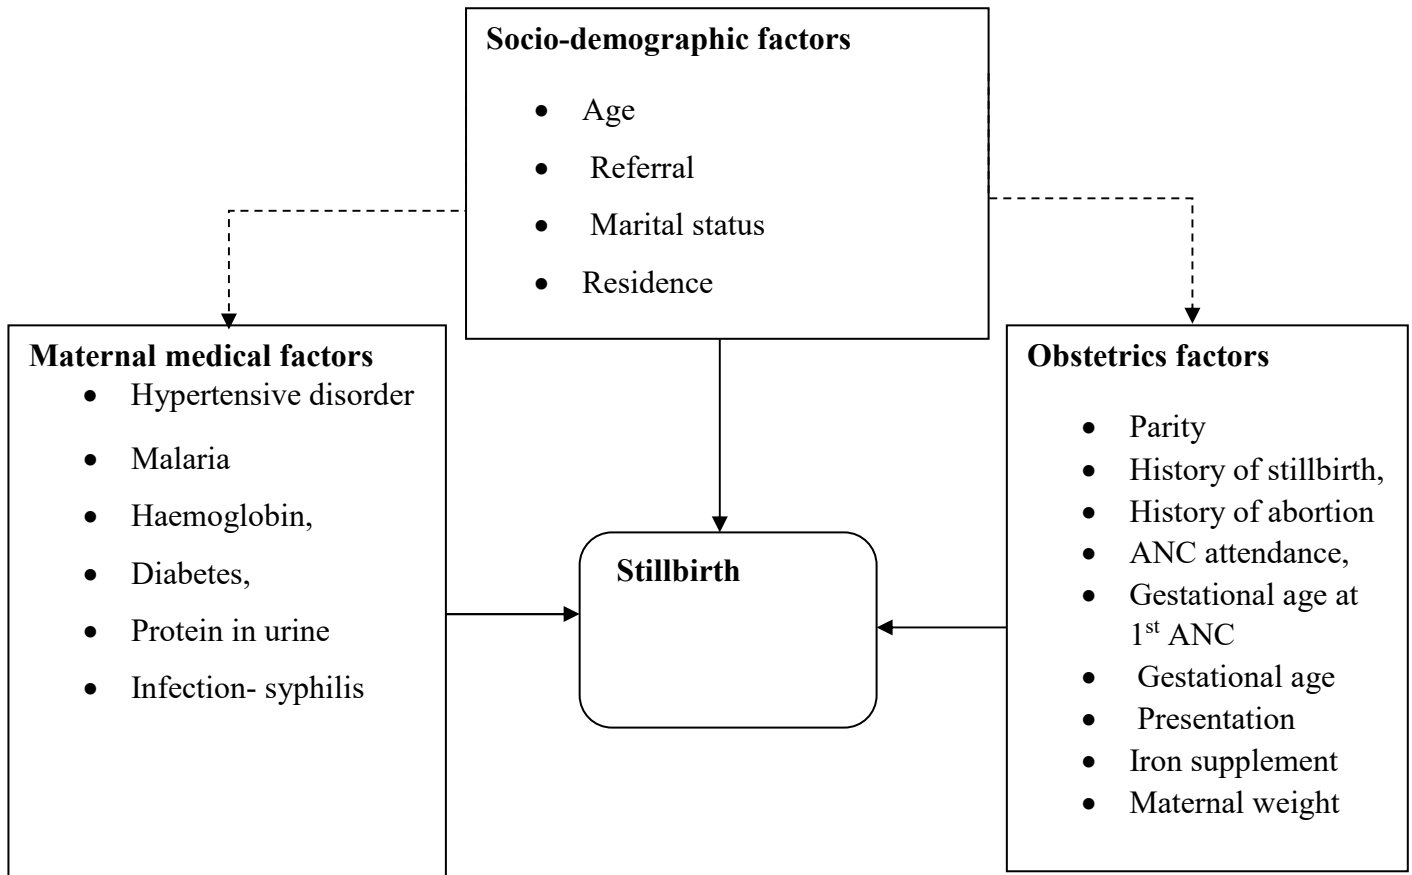 Socio-demographic factors
• Age
• Referral
• Marital status
• Residence
Maternal medical factors
• Hypertensive disorder
• Malaria
• Haemoglobin,
• Diabetes,
• Protein in urine
• Infection- syphilis
Stillbirth
Obstetrics factors
• Parity
• History of stillbirth,
• History of abortion
• ANC attendance,
• Gestational age at
1st ANC
• Gestational age
• Presentation
• Iron supplement
• Maternal weight